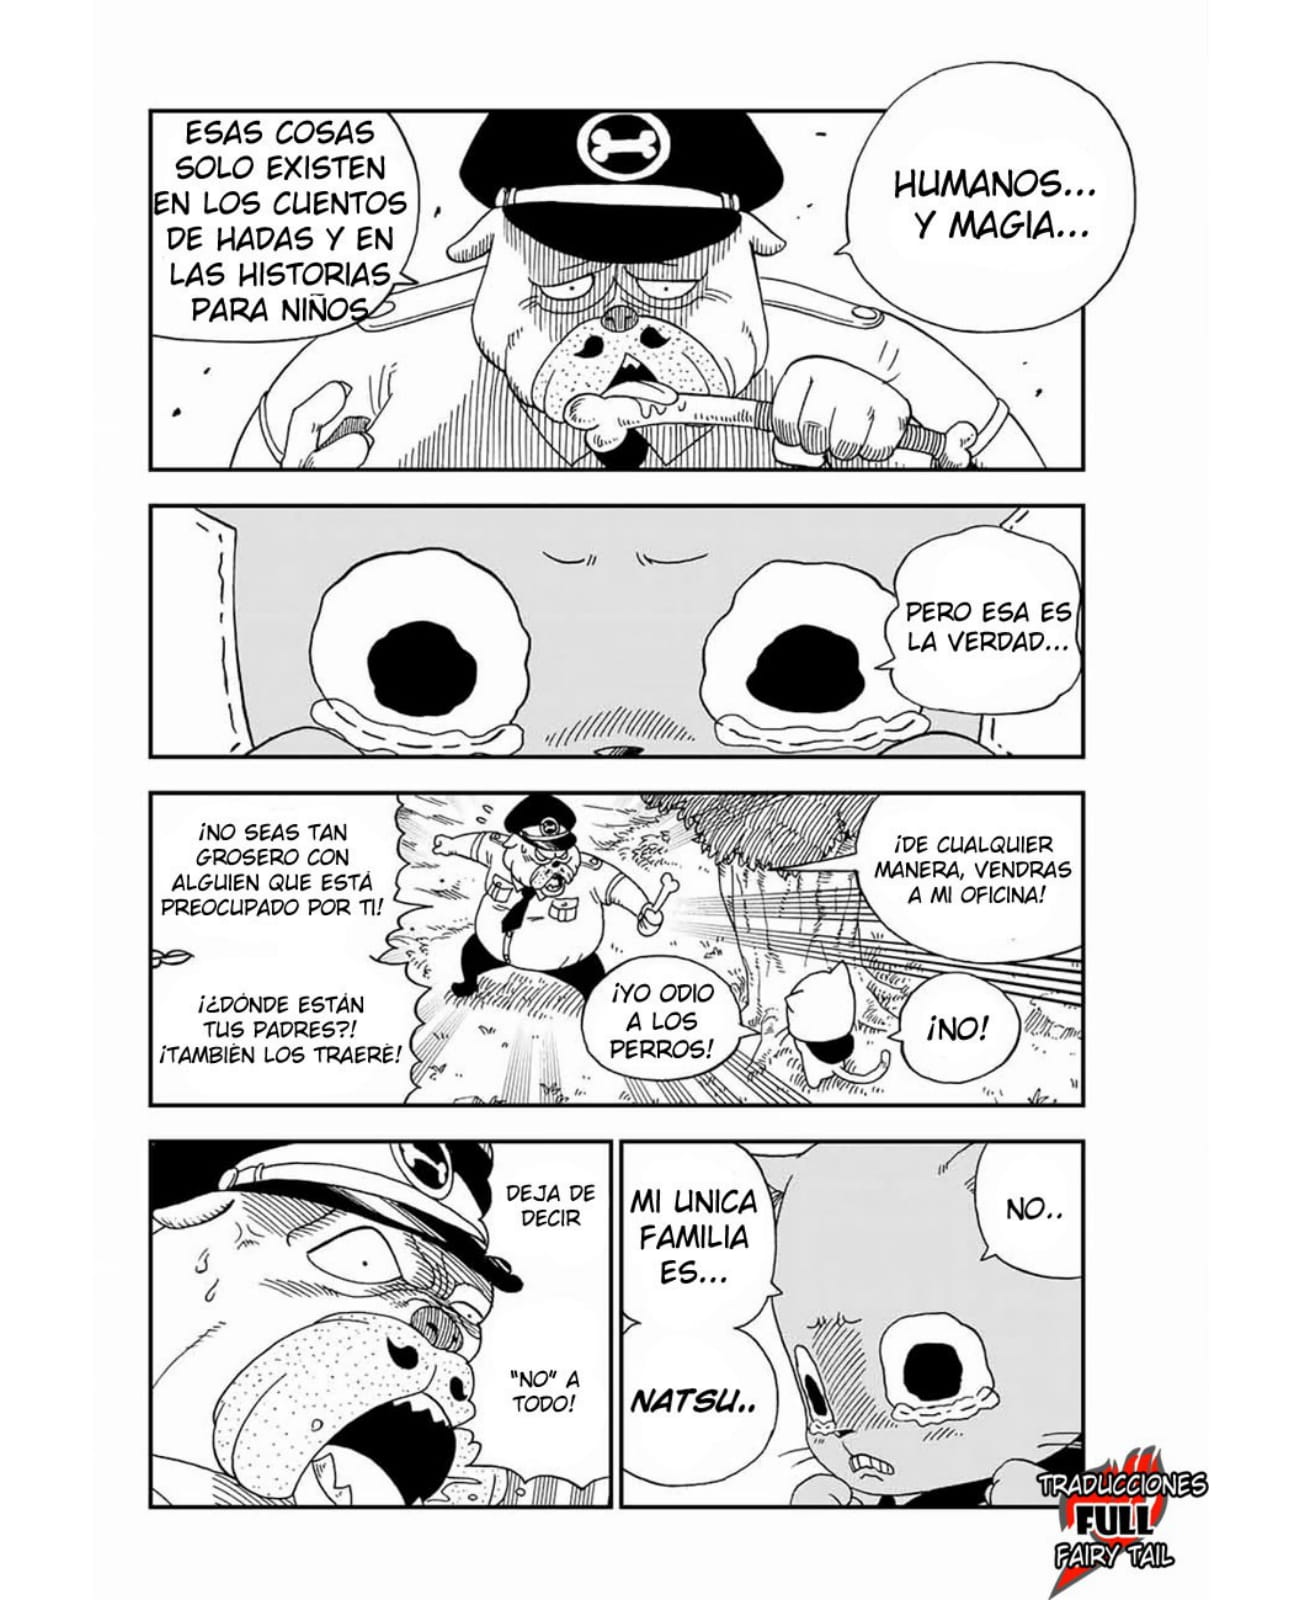 HUMANOS...
Y MAGIA...
ESAS COSAS
SOLO EXISTEN
EN LOS CUENTOS
DE HADAS Y EN
LAS HISTORIAS
PARA NIÑOS
PERO ESA ES
LA VERDAD...
¡DE CUALQUIER
MANERA, VENDRAS
A MI OFICINA!
¡NO!
¡YO ODIO
A LOS
PERROS!
¡NO SEAS TAN
GROSERO CON
ALGUIEN QUE ESTÁ
PREOCUPADO POR TI!
¡¿DÓNDE ESTÁN
TUS PADRES?!
¡TAMBIÉN LOS TRAERÉ!
NO..
MI UNICA
FAMILIA
ES...
NATSU..
DEJA DE
DECIR
"NO" A
TODO!
TRADUCCIONES
FULL
FAIRY TAIL